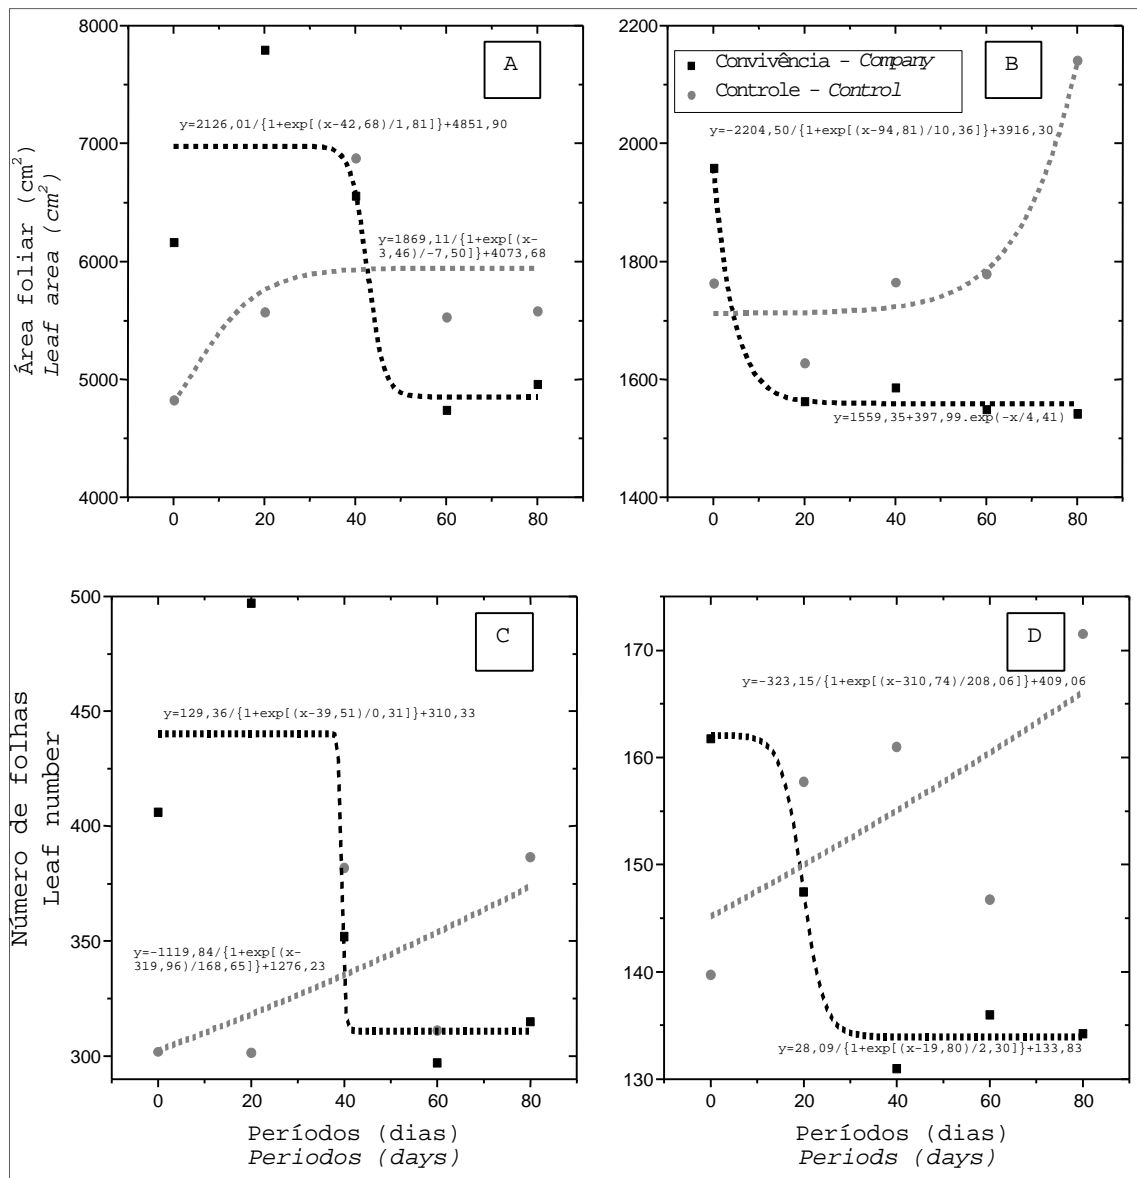 8000
7000
6000
5000
4000
0
20
40
60
80
A
y=2126,01/{1+exp[(x-42,68)/1,81]}+4851,90
y=1869,11/{1+exp[(x-
3,46)/-7,50]}+4073,68
Área foliar (cm²)
Leaf area (cm²)
2200
2000
1800
1600
1400
0
20
40
60
80
B
Convivência - Company
Controle - Control
y=-2204,50/{1+exp[(x-94,81)/10,36]}+3916,30
y=1559,35+397,99.exp(-x/4,41)
500
450
400
350
300
0
20
40
60
80
C
y=129,36/{1+exp[(x-39,51)/0,31]}+310,33
y=-1119,84/{1+exp[(x-
319,96)/168,65]}+1276,23
Número de folhas
Leaf number
Períodos (dias)
Periodos (days)
170
160
150
140
130
0
20
40
60
80
D
y=-323,15/{1+exp[(x-310,74)/208,06]}+409,06
y=28,09/{1+exp[(x-19,80)/2,30]}+133,83
Períodos (dias)
Periods (days)